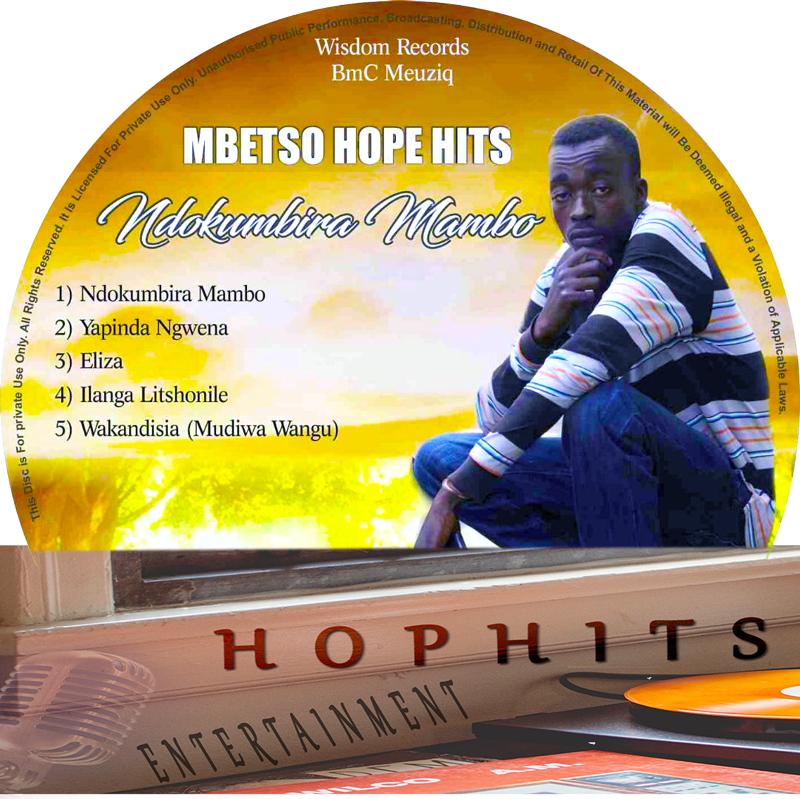 This Disc is For private Use Only. All Rights Reserved. It Is Licensed For Private Use Only. Unauthorised Public Performance, Broadcasting, Distribution and Retail Of This Material will Be Deemed Illegal and a Violation of Applicable Laws.
Wisdom Records
BmC Meuziq
MBETSO HOPE HITS
Ndokumbira Mambo
1) Ndokumbira Mambo
2) Yapinda Ngwena
3) Eliza
4) Ilanga Litshonile
5) Wakandisia (Mudiwa Wangu)
HOPHITS
ENTERTAINMENT
WILCO A.M.